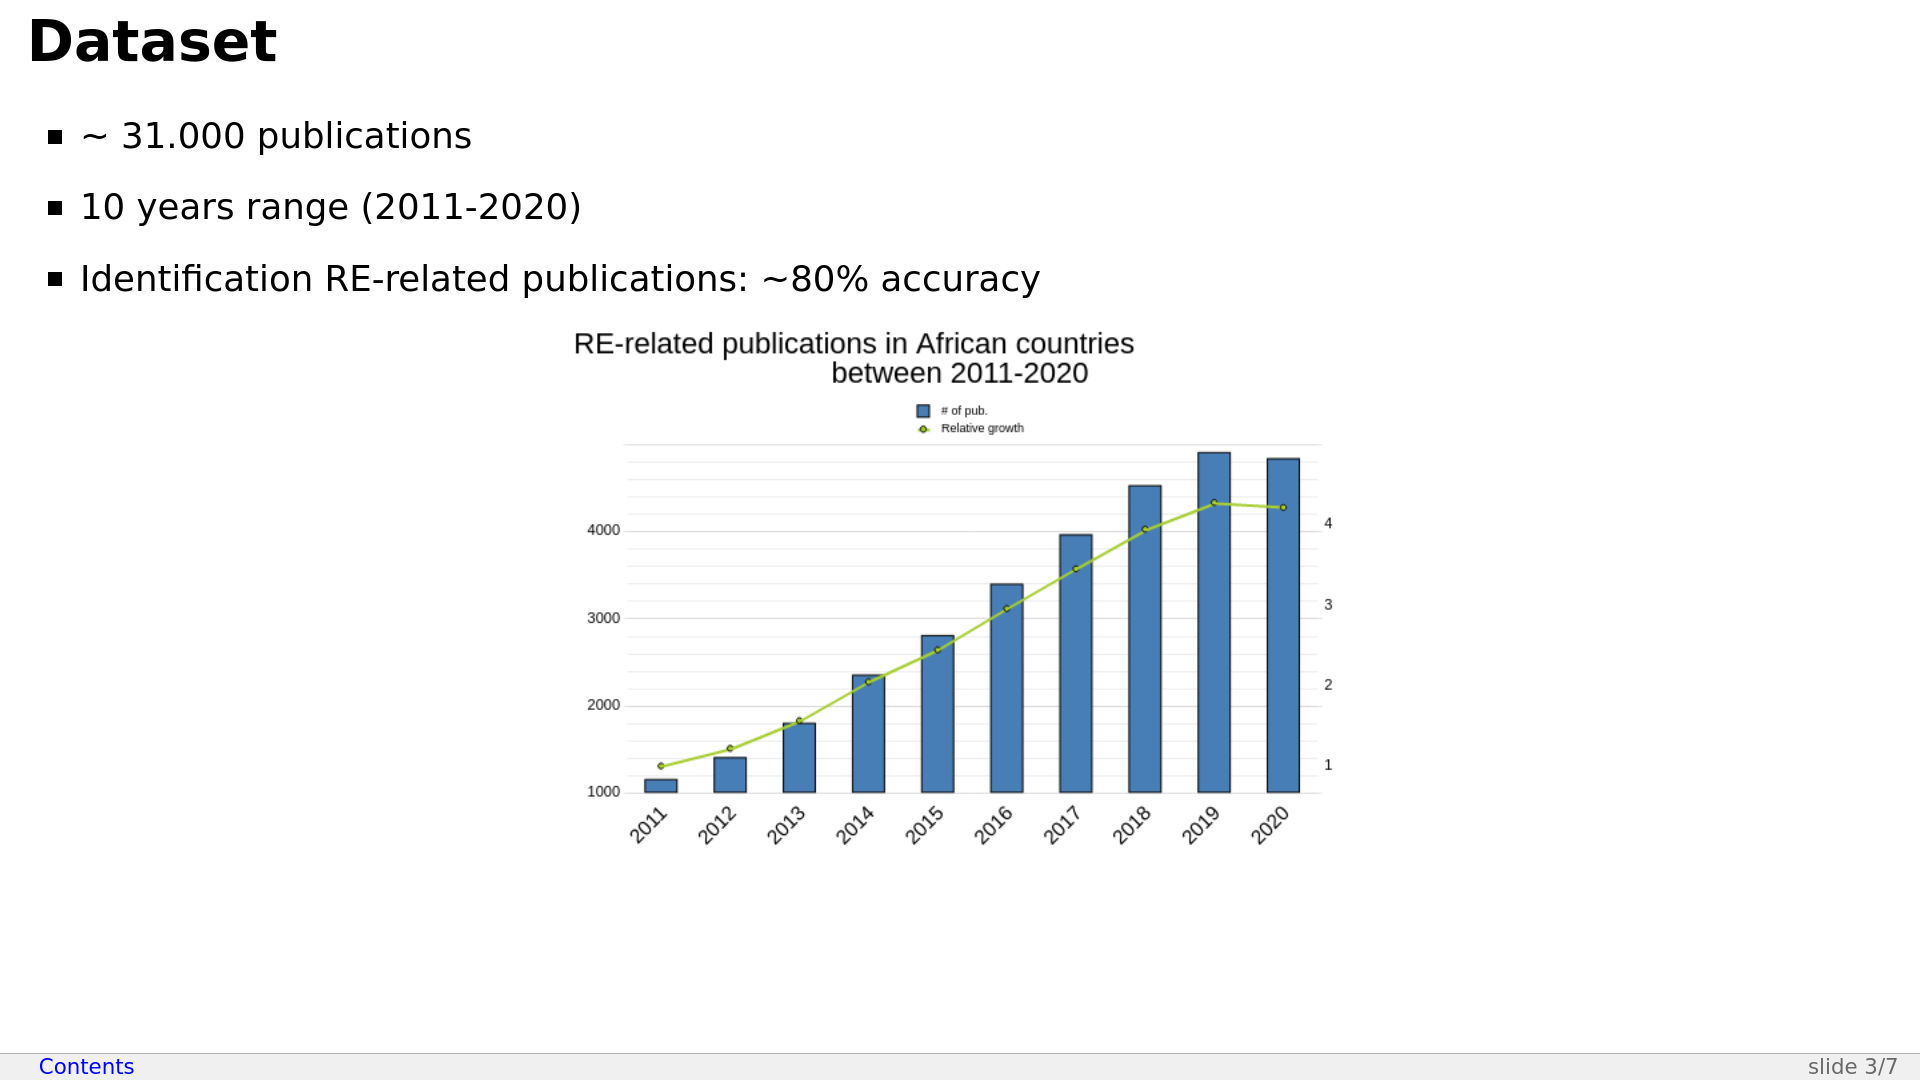 Dataset
~ 31.000 publications
10 years range (2011-2020)
Identification RE-related publications: ~80% accuracy
RE-related publications in African countries
between 2011-2020
# of pub.
Relative growth
4000
3000
2000
1000
4
3
2
1
2011
2012
2013
2014
2015
2016
2017
2018
2019
2020
Contents
slide 3/7